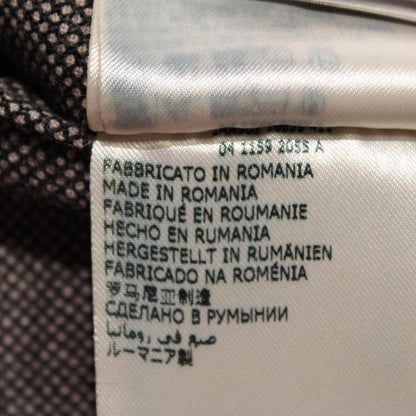 04 1159 2055 A
FABBRICATO IN ROMANIA
MADE IN ROMANIA
FABRIQUÉ EN ROUMANIE
HECHO EN RUMANIA
HERGESTELLT IN RUMÄNIEN
FABRICADO NA ROMÉNIA
罗马尼亚制造
СДЕЛАНО В РУМЫНИИ
صنع في رومانيا
ルーマニア製